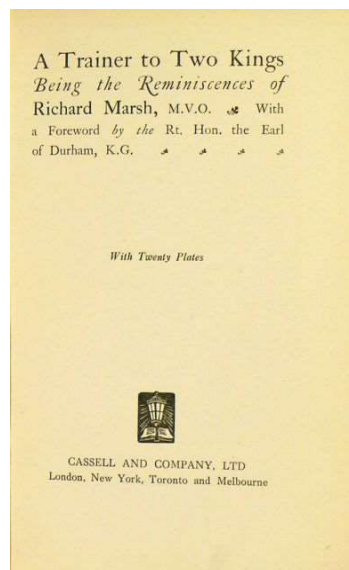 A Trainer to Two Kings
Being the Reminiscences of
Richard Marsh, M.V.O. With
a Foreword by the Rt. Hon. the Earl
of Durham, K.G.
With Twenty Plates
CASSELL AND COMPANY, LTD
London, New York, Toronto and Melbourne